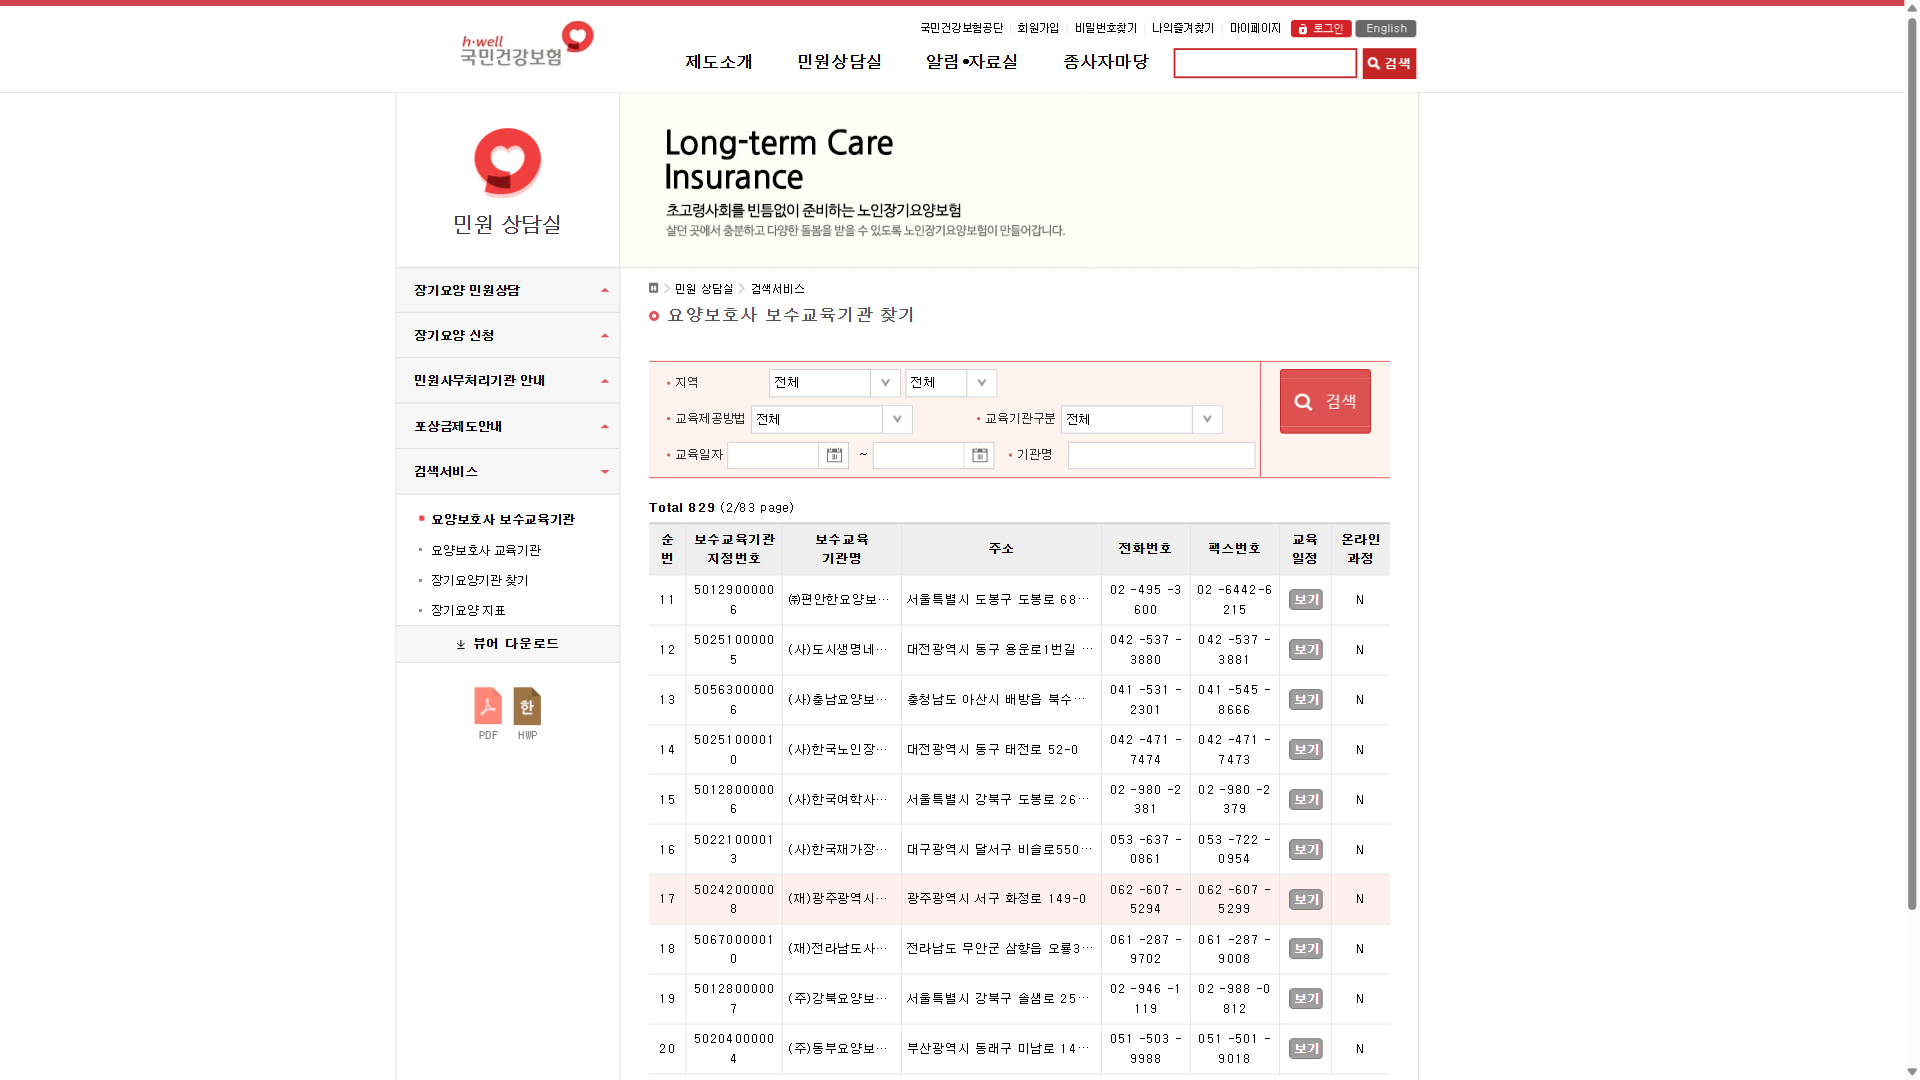 국민건강보험공단 회원가입 비밀번호찾기 나의즐겨찾기 마이페이지 로그인 English
h·well
국민건강보험
제도소개 민원상담실 알림•자료실 종사자마당 검색
민원 상담실
Long-term Care
Insurance
초고령사회를 빈틈없이 준비하는 노인장기요양보험
살던 곳에서 충분하고 다양한 돌봄을 받을 수 있도록 노인장기요양보험이 만들어갑니다.
장기요양 민원상담
장기요양 신청
민원사무처리기관 안내
포상금제도안내
검색서비스
요양보호사 보수교육기관
요양보호사 교육기관
장기요양기관 찾기
장기요양 지표
뷰어 다운로드
한
PDF HWP
H > 민원 상담실 > 검색서비스
요양보호사 보수교육기관 찾기
지역 전체 전체
교육제공방법 전체 교육기관구분 전체
교육일자 ~ 기관명
검색
Total 829 (2/83 page)
순번 보수교육기관 지정번호 보수교육 기관명 주소 전화번호 팩스번호 교육 일정 온라인 과정
11 50129000006 ㈜편안한요양보… 서울특별시 도봉구 도봉로 68… 02 -495 -3600 02 -6442-6215 보기 N
12 50251000005 (사)도시생명네… 대전광역시 동구 용운로1번길 … 042 -537 -3880 042 -537 -3881 보기 N
13 50563000006 (사)충남요양보… 충청남도 아산시 배방읍 북수… 041 -531 -2301 041 -545 -8666 보기 N
14 50251000010 (사)한국노인장… 대전광역시 동구 태전로 52-0 042 -471 -7474 042 -471 -7473 보기 N
15 50128000006 (사)한국여학사… 서울특별시 강북구 도봉로 26… 02 -980 -2381 02 -980 -2379 보기 N
16 50221000013 (사)한국재가장… 대구광역시 달서구 비슬로550… 053 -637 -0861 053 -722 -0954 보기 N
17 50242000008 (재)광주광역시… 광주광역시 서구 화정로 149-0 062 -607 -5294 062 -607 -5299 보기 N
18 50670000010 (재)전라남도사… 전라남도 무안군 삼향읍 오룡3… 061 -287 -9702 061 -287 -9008 보기 N
19 50128000007 (주)강북요양보… 서울특별시 강북구 솔샘로 25… 02 -946 -1119 02 -988 -0812 보기 N
20 50204000004 (주)동부요양보… 부산광역시 동래구 미남로 14… 051 -503 -9988 051 -501 -9018 보기 N